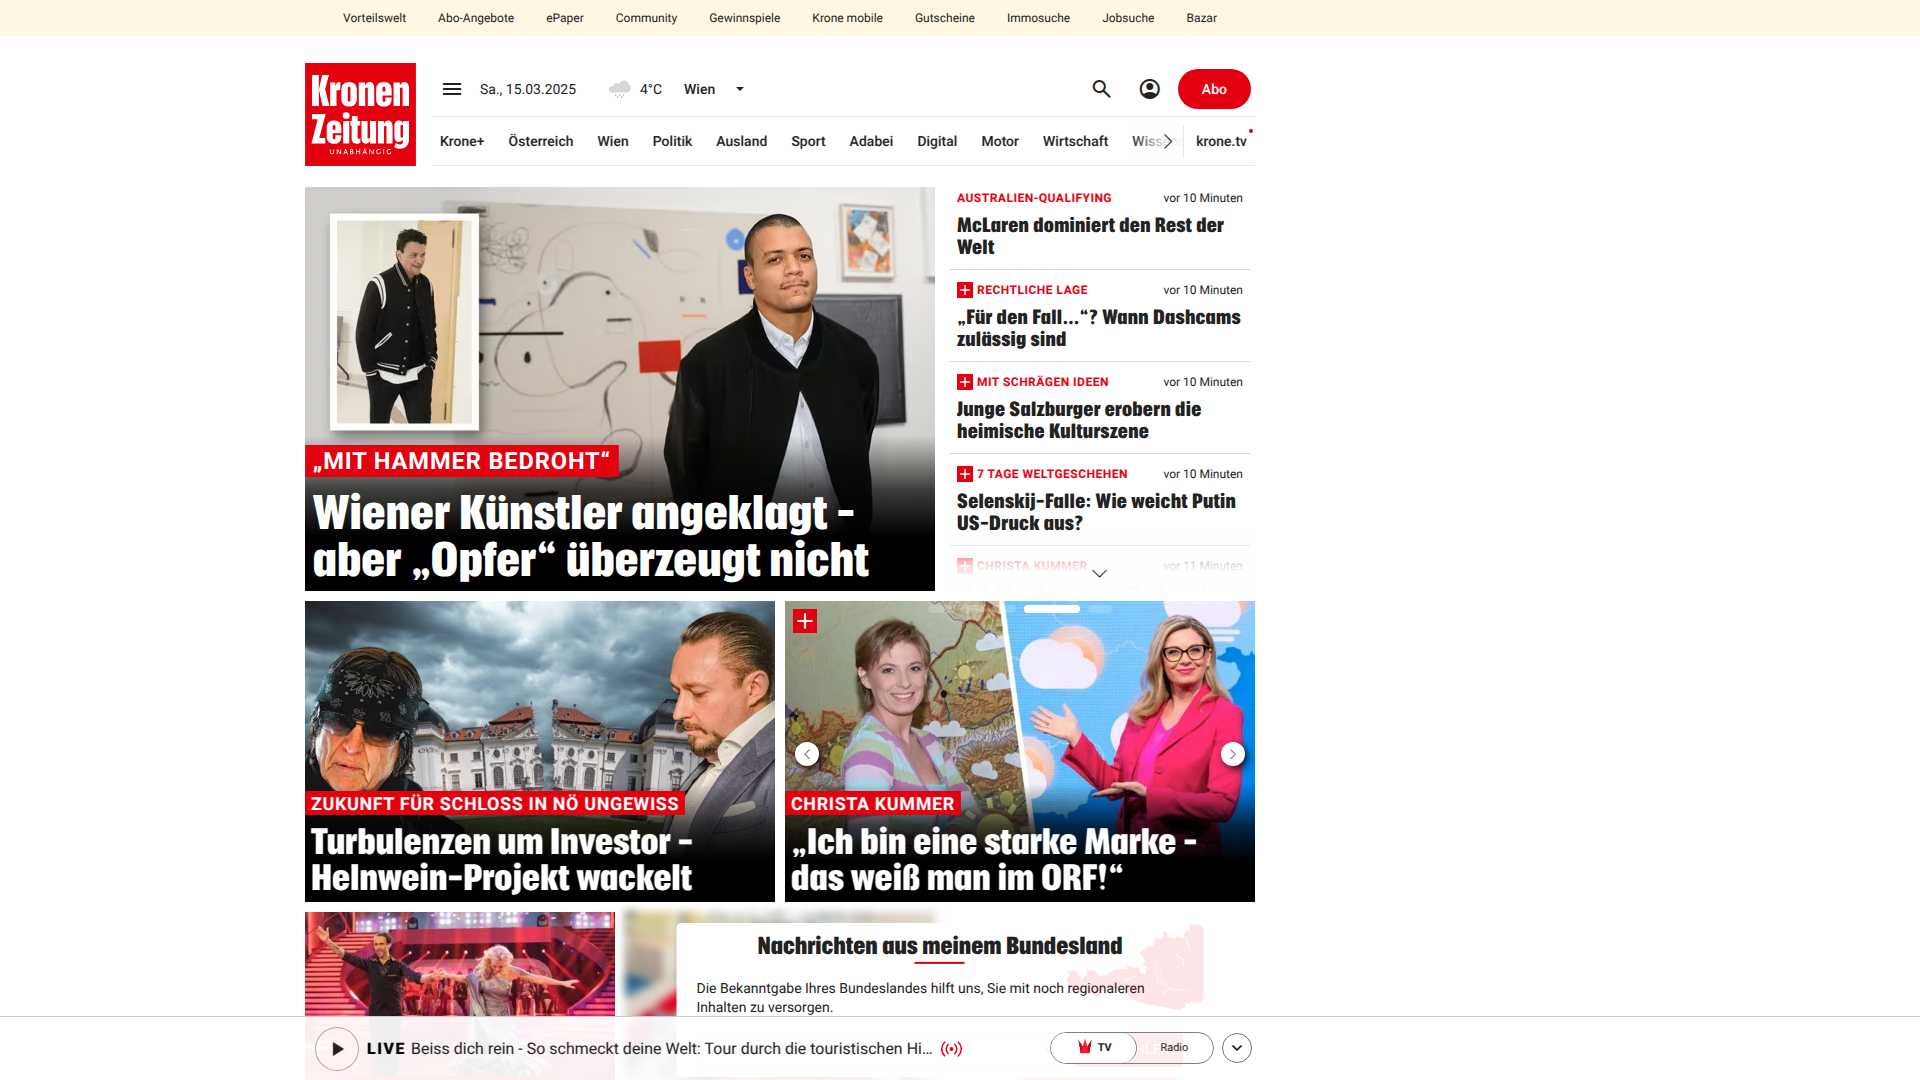 Vorteilswelt Abo-Angebote ePaper Community Gewinnspiele Krone mobile Gutscheine Immosuche Jobsuche Bazar
Kronen
Zeitung
UNABHÄNGIG
Sa., 15.03.2025 4°C Wien
Abo
Krone+ Österreich Wien Politik Ausland Sport Adabei Digital Motor Wirtschaft Wissen krone.tv
„MIT HAMMER BEDROHT“
Wiener Künstler angeklagt –
aber „Opfer“ überzeugt nicht
AUSTRALIEN-QUALIFYING vor 10 Minuten
McLaren dominiert den Rest der
Welt
RECHTLICHE LAGE vor 10 Minuten
„Für den Fall...“? Wann Dashcams
zulässig sind
MIT SCHRÄGEN IDEEN vor 10 Minuten
Junge Salzburger erobern die
heimische Kulturszene
7 TAGE WELTGESCHEHEN vor 10 Minuten
Selenskij-Falle: Wie weicht Putin
US-Druck aus?
CHRISTA KUMMER vor 11 Minuten
ZUKUNFT FÜR SCHLOSS IN NÖ UNGEWISS
Turbulenzen um Investor –
Helnwein-Projekt wackelt
CHRISTA KUMMER
„Ich bin eine starke Marke –
das weiß man im ORF!“
Nachrichten aus meinem Bundesland
Die Bekanntgabe Ihres Bundeslandes hilft uns, Sie mit noch regionaleren
Inhalten zu versorgen.
LIVE Beiss dich rein - So schmeckt deine Welt: Tour durch die touristischen Hi...
TV Radio